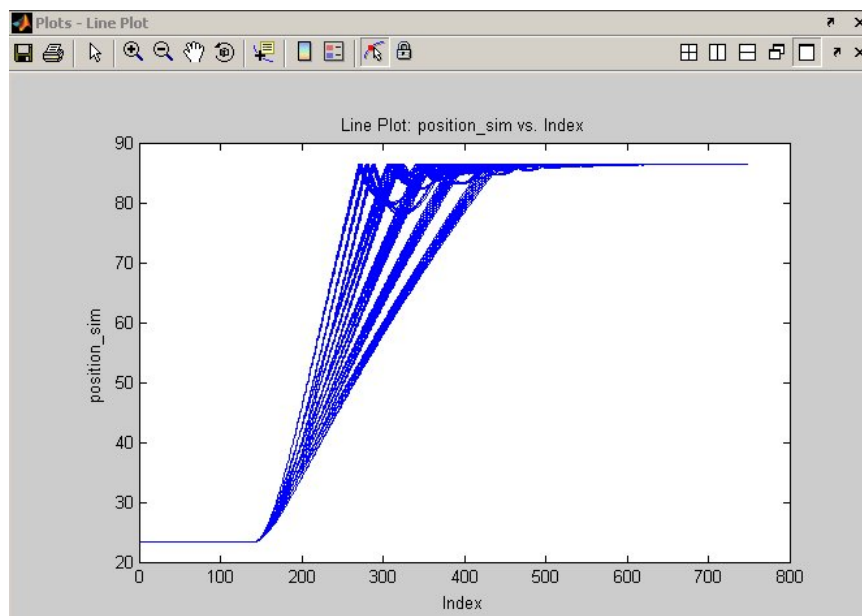 Plots - Line Plot
Line Plot: position_sim vs. Index
90
80
70
60
50
40
30
20
position_sim
0 100 200 300 400 500 600 700 800
Index